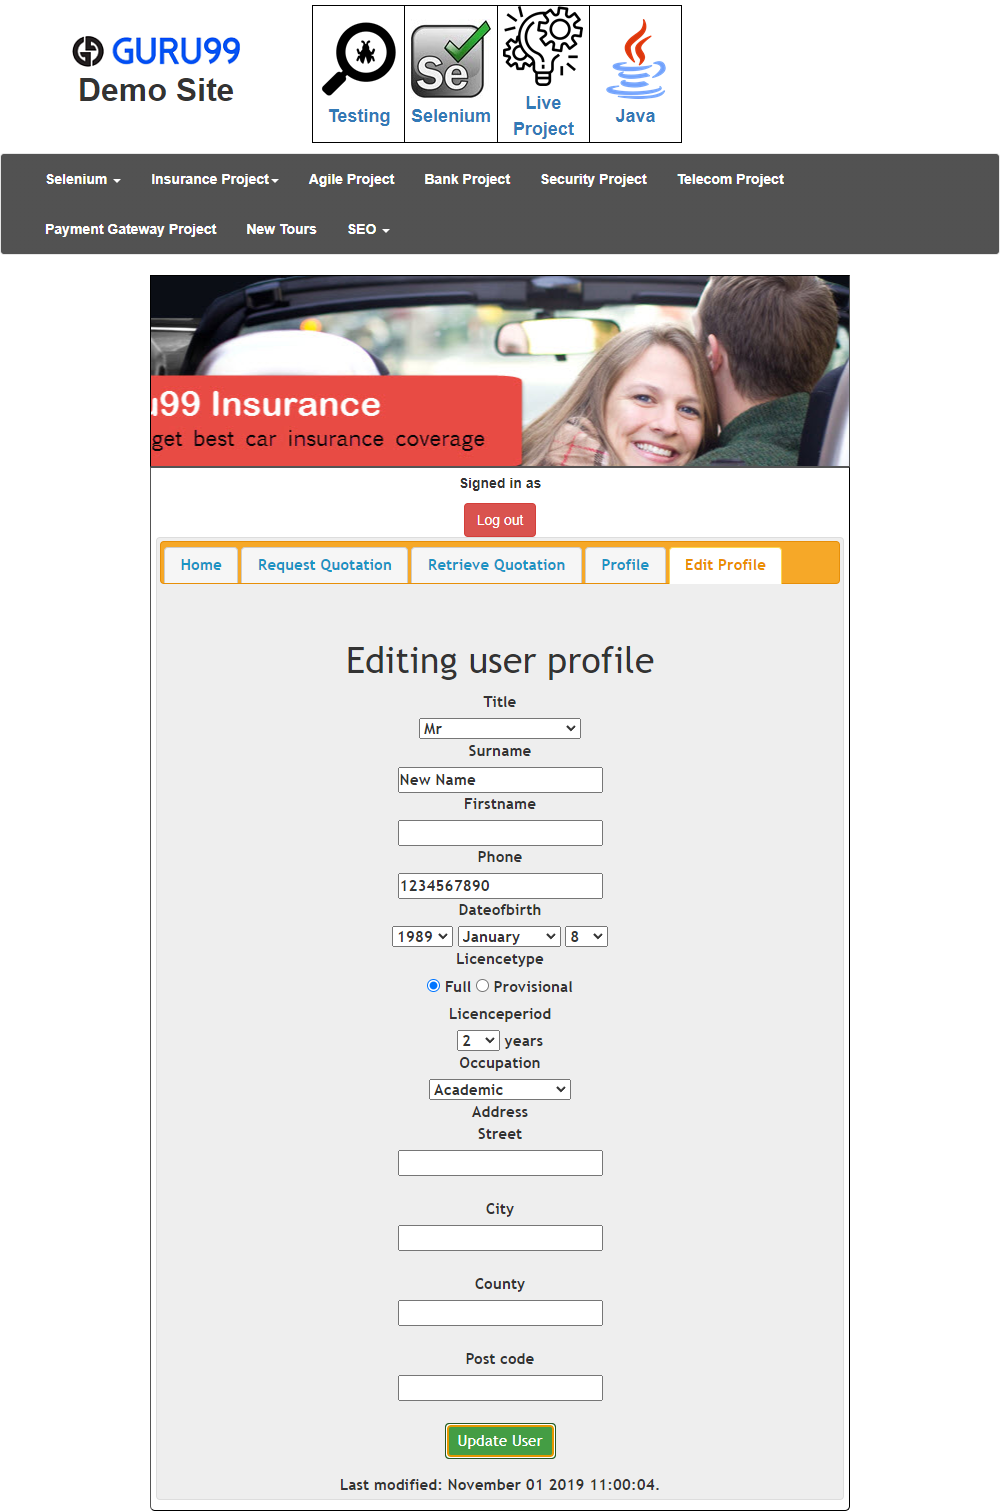 GURU99
Demo Site
Testing
Se
Selenium
Live
Project
Java
Selenium
Insurance Project
Agile Project
Bank Project
Security Project
Telecom Project
Payment Gateway Project
New Tours
SEO
u99 Insurance
get best car insurance coverage
Signed in as
Log out
Home
Request Quotation
Retrieve Quotation
Profile
Edit Profile
Editing user profile
Title
Mr
Surname
New Name
Firstname
Phone
1234567890
Dateofbirth
1989 January 8
Licencetype
Full Provisional
Licenceperiod
2 years
Occupation
Academic
Address
Street
City
County
Post code
Update User
Last modified: November 01 2019 11:00:04.